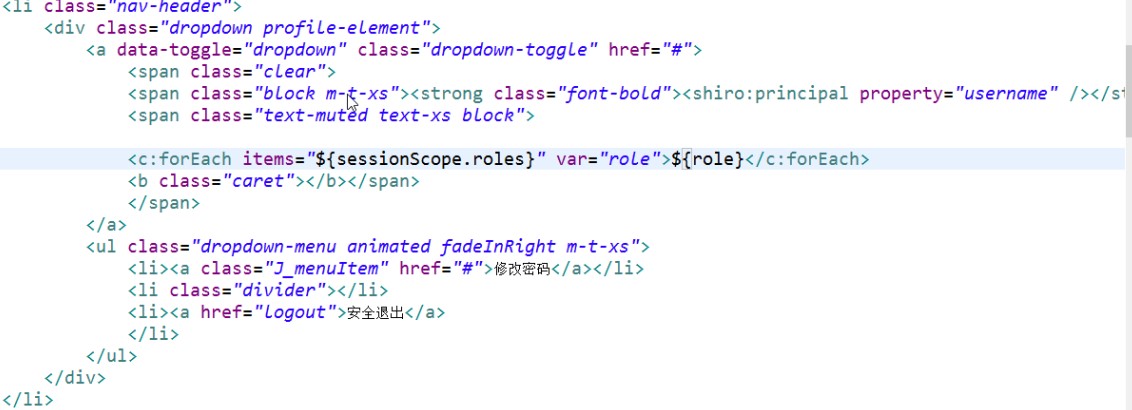 <li class="nav-header">
<div class="dropdown profile-element">
<a data-toggle="dropdown" class="dropdown-toggle" href="#">
<span class="clear">
<span class="block m-t-xs"><strong class="font-bold"><shiro:principal property="username" /></st
<span class="text-muted text-xs block">
<c:forEach items="${sessionScope.roles}" var="role">${role}</c:forEach>
<b class="caret"></b></span>
</span>
</a>
<ul class="dropdown-menu animated fadeInRight m-t-xs">
<li><a class="J_menuItem" href="#">修改密码</a></li>
<li class="divider"></li>
<li><a href="logout">安全退出</a>
</li>
</ul>
</div>
</li>